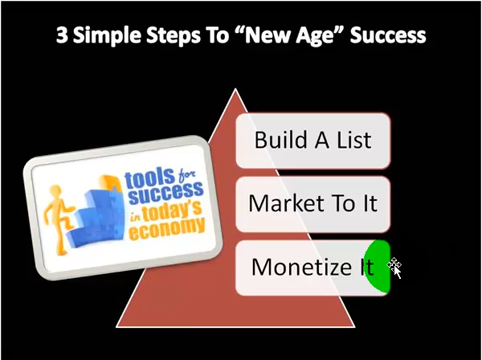 3 Simple Steps To “New Age” Success
Build A List
tools for
success
in today's
economy
Market To It
Monetize It